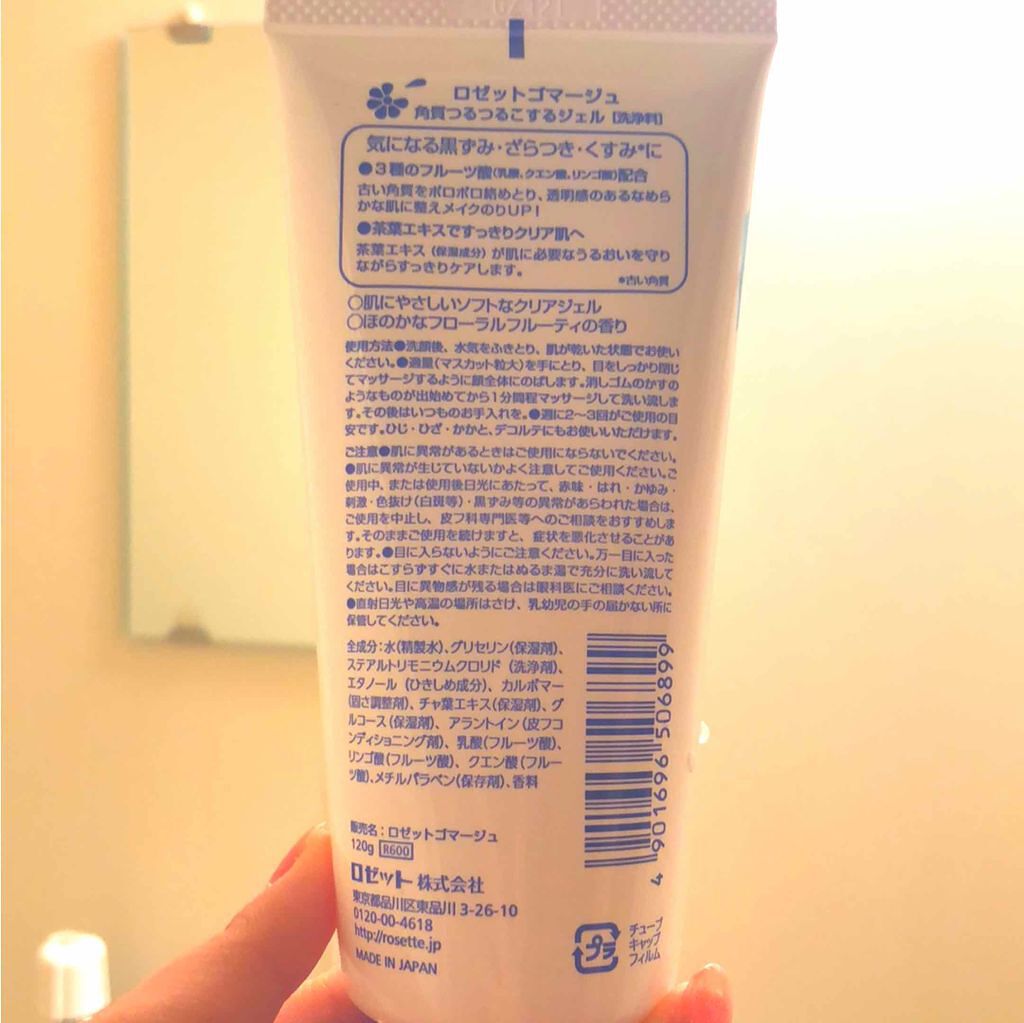 ロゼットゴマージュ
角質つるつるこするジェル [洗浄料]
気になる黒ずみ・ざらつき・くすみ*に
●3種のフルーツ酸(乳酸、クエン酸、リンゴ酸)配合
古い角質をポロポロ絡めとり、透明感のあるなめら
かな肌に整えメイクのりUP!
●茶葉エキスですっきりクリア肌へ
茶葉エキス (保湿成分) が肌に必要なうるおいを守り
ながらすっきりケアします。
*古い角質
○肌にやさしいソフトなクリアジェル
○ほのかなフローラルフルーティの香り
使用方法●洗顔後、水気をふきとり、肌が乾いた状態でお使い
ください。●適量(マスカット粒大)を手にとり、目をしっかり閉じ
てマッサージするように顔全体にのばします。消しゴムのかすの
ようなものが出始めてから1分間程マッサージして洗い流しま
す。その後はいつものお手入れを。●週に2~3回がご使用の目
安です。ひじ・ひざ・かかと、デコルテにもお使いいただけます。
ご注意●肌に異常があるときはご使用にならないでください。
●肌に異常が生じていないかよく注意してご使用ください。ご
使用中、または使用後日光にあたって、赤味・はれ・かゆみ・
刺激・色抜け(白斑等)・黒ずみ等の異常があらわれた場合は、
ご使用を中止し、皮フ科専門医等へのご相談をおすすめしま
す。そのままご使用を続けますと、症状を悪化させることがあ
ります。●目に入らないようにご注意ください。万一目に入った
場合はこすらずすぐに水またはぬるま湯で充分に洗い流して
ください。目に異物感が残る場合は眼科医にご相談ください。
●直射日光や高温の場所はさけ、乳幼児の手の届かない所に
保管してください。
全成分:水(精製水)、グリセリン(保湿剤)、
ステアルトリモニウムクロリド (洗浄剤)、
エタノール (ひきしめ成分)、カルボマー
(固さ調整剤)、チャ葉エキス(保湿剤)、グ
ルコース(保湿剤)、アラントイン(皮フコ
ンディショニング剤)、乳酸(フルーツ酸)、
リンゴ酸(フルーツ酸)、クエン酸(フルー
ツ酸)、メチルパラベン(保存剤)、香料
4 901696 506899
販売名:ロゼットゴマージュ
120g R600
ロゼット 株式会社
東京都品川区東品川 3-26-10
0120-00-4618
http://rosette.jp
MADE IN JAPAN
プラ
チューブ
キャップ
フィルム